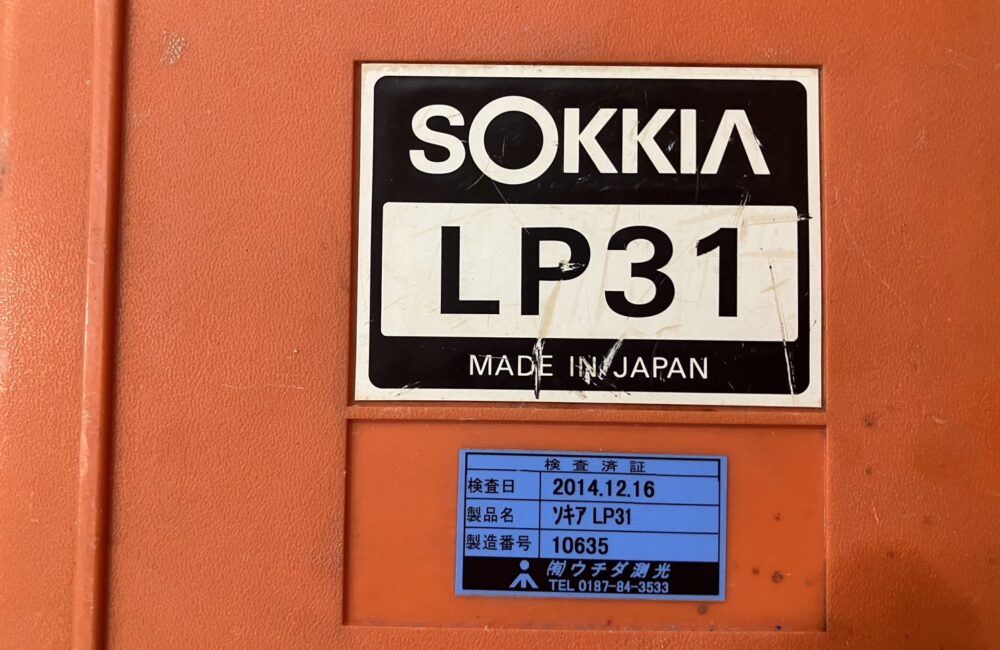 SOKKIA
LP31
MADE IN JAPAN
検査済証
検査日 2014.12.16
製品名 ソキア LP31
製造番号 10635
㈲ウチダ測光
TEL 0187-84-3533